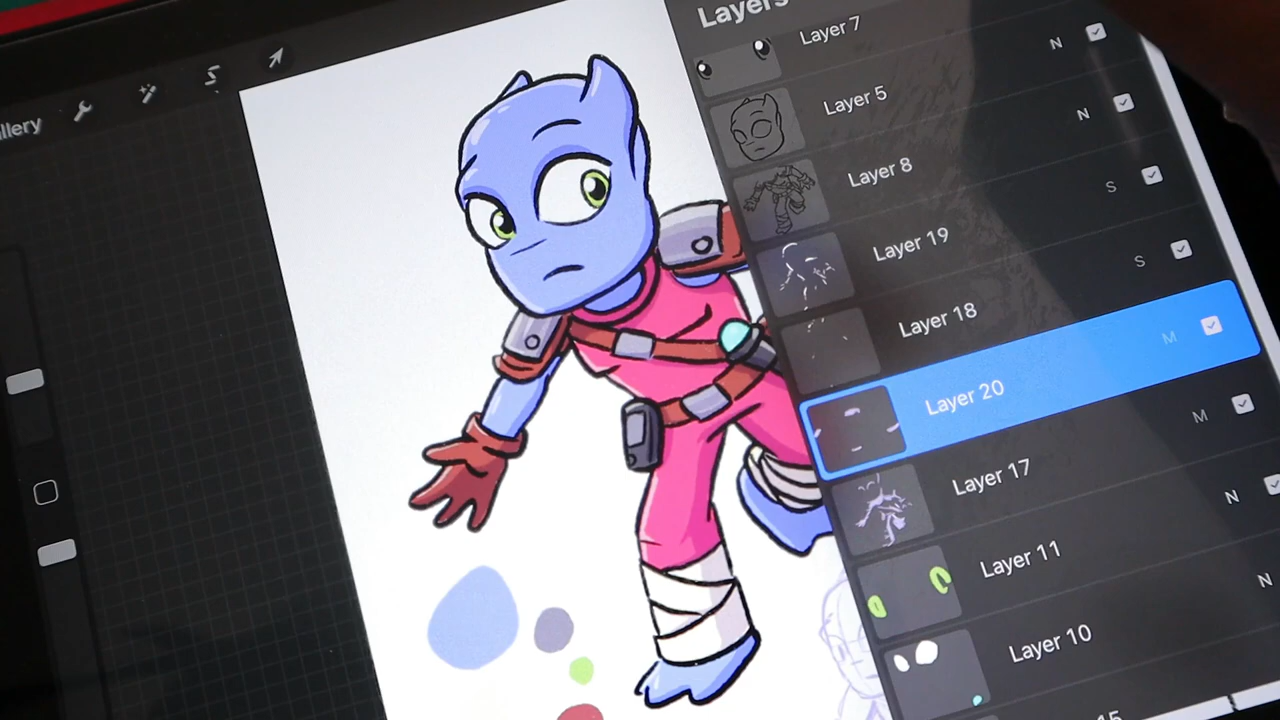 Layers
Layer 7
N
Layer 5
N
Layer 8
S
Layer 19
S
Layer 18
M
Layer 20
M
Layer 17
N
Layer 11
N
Layer 10
15
llery